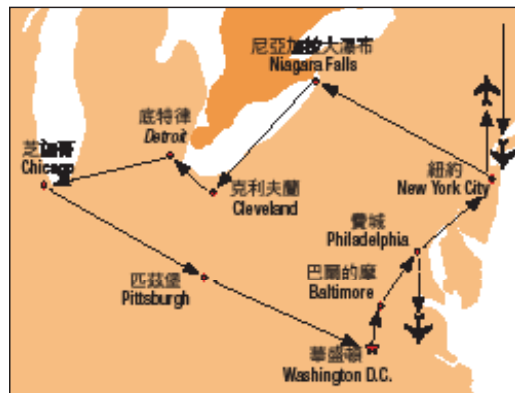 尼亞加拉大瀑布
Niagara Falls
底特律
Detroit
芝加哥
Chicago
克利夫蘭
Cleveland
紐約
New York City
費城
Philadelphia
匹茲堡
Pittsburgh
巴爾的摩
Baltimore
華盛頓
Washington D.C.